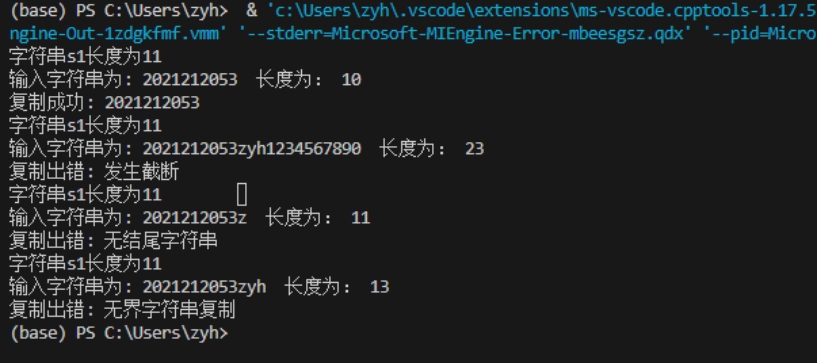 (base) PS C:\Users\zyh>  & 'c:\Users\zyh\.vscode\extensions\ms-vscode.cpptools-1.17.5
ngine-Out-1zdgkfmf.vmm' '--stderr=Microsoft-MIEngine-Error-mbeesgsz.qdx' '--pid=Micro
字符串s1长度为11
输入字符串为: 2021212053  长度为:  10
复制成功: 2021212053
字符串s1长度为11
输入字符串为: 2021212053zyh1234567890  长度为:  23
复制出错: 发生截断
字符串s1长度为11
输入字符串为: 2021212053z  长度为:  11
复制出错: 无结尾字符串
字符串s1长度为11
输入字符串为: 2021212053zyh  长度为:  13
复制出错: 无界字符串复制
(base) PS C:\Users\zyh>